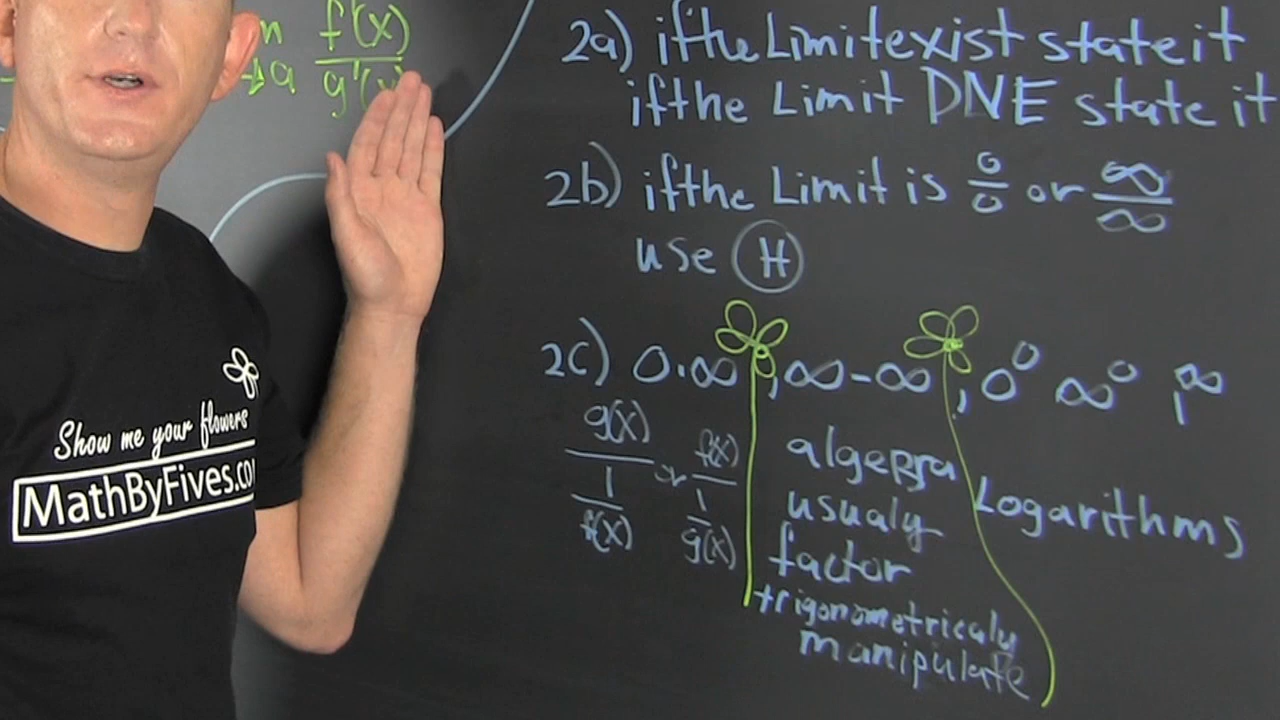 m f'(x)
→a g'(x)
2a) if the Limit exist state it
if the Limit DNE state it
2b) if the Limit is 0/0 or ∞/∞
use Ⓗ
2c) 0·∞, ∞-∞, 0⁰ ∞⁰, 1^∞
g(x)
1
f(x)
or
f(x)
1
g(x)
algebra
usualy
factor
trigonometricaly
manipulate
Logarithms
Show me your flowers
MathByFives.co